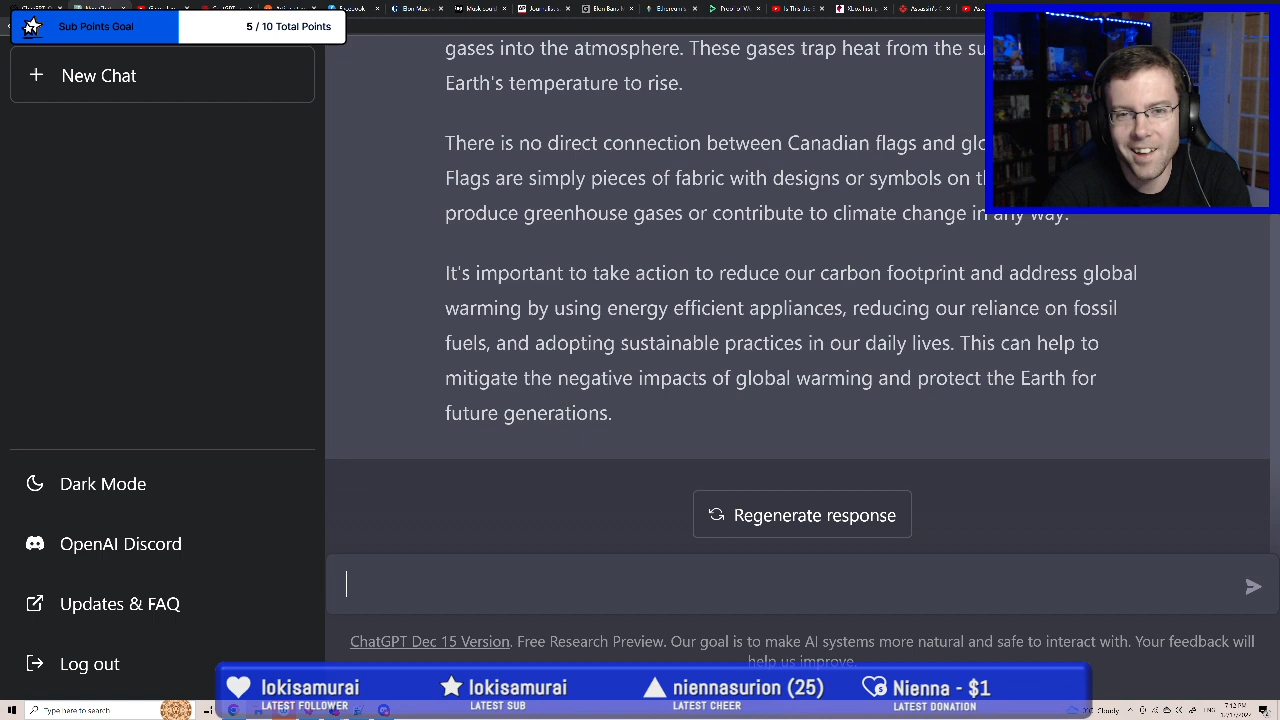 Sub Points Goal 5 / 10 Total Points
New Chat
gases into the atmosphere. These gases trap heat from the su
Earth's temperature to rise.
There is no direct connection between Canadian flags and glo
Flags are simply pieces of fabric with designs or symbols on th
produce greenhouse gases or contribute to climate change in any way.
It's important to take action to reduce our carbon footprint and address global
warming by using energy efficient appliances, reducing our reliance on fossil
fuels, and adopting sustainable practices in our daily lives. This can help to
mitigate the negative impacts of global warming and protect the Earth for
future generations.
Dark Mode
OpenAI Discord
Updates & FAQ
Log out
Regenerate response
ChatGPT Dec 15 Version. Free Research Preview. Our goal is to make AI systems more natural and safe to interact with. Your feedback will
help us improve.
lokisamurai lokisamurai niennasurion (25) Nienna - $1
LATEST FOLLOWER LATEST SUB LATEST CHEER LATEST DONATION
Type here to search